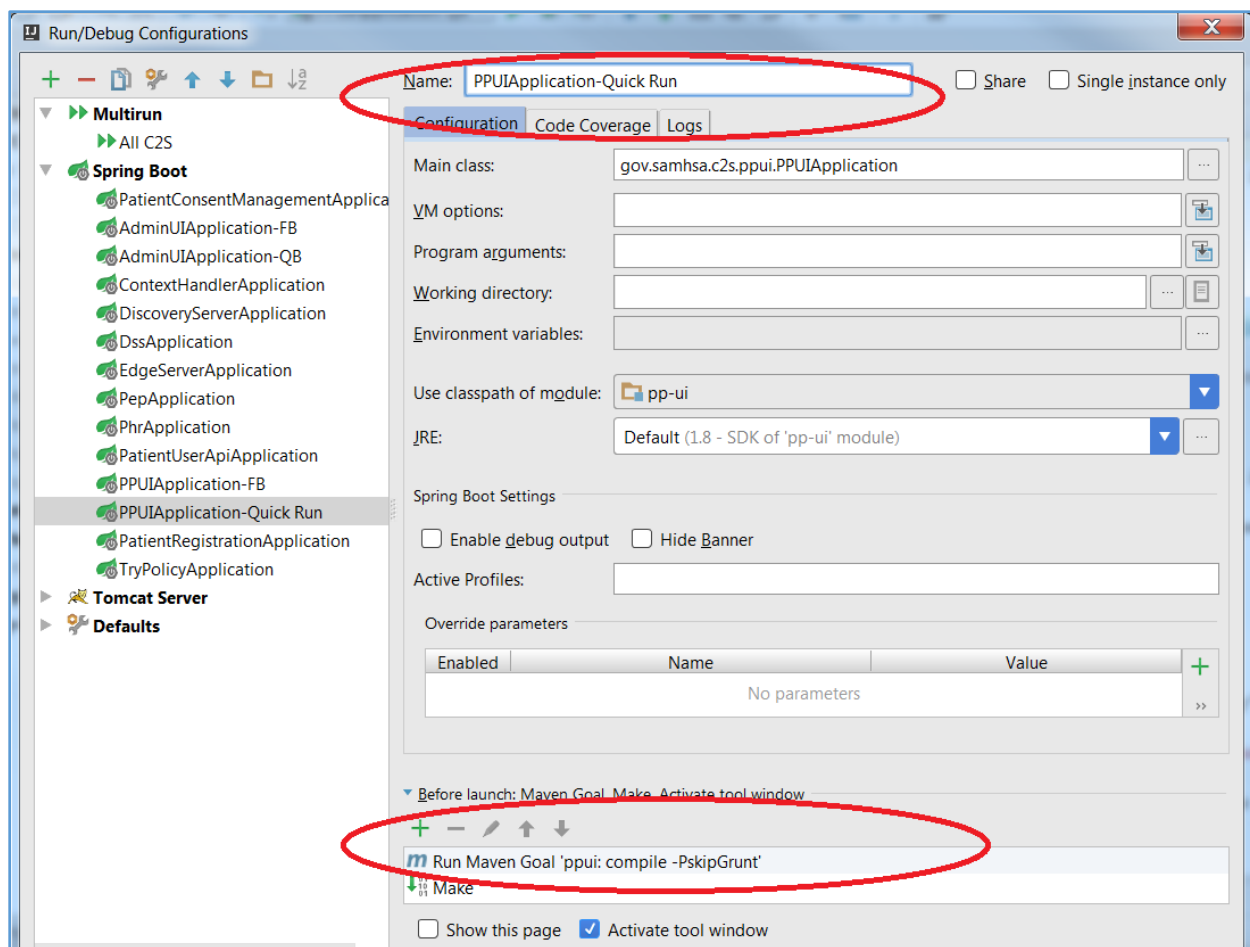 Run/Debug Configurations
Name: PPUIApplication-Quick Run
Share
Single instance only
Multirun
All C2S
Spring Boot
PatientConsentManagementApplica
AdminUIApplication-FB
AdminUIApplication-QB
ContextHandlerApplication
DiscoveryServerApplication
DssApplication
EdgeServerApplication
PepApplication
PhrApplication
PatientUserApiApplication
PPUIApplication-FB
PPUIApplication-Quick Run
PatientRegistrationApplication
TryPolicyApplication
Tomcat Server
Defaults
Configuration Code Coverage Logs
Main class: gov.samhsa.c2s.ppui.PPUIApplication
VM options:
Program arguments:
Working directory:
Environment variables:
Use classpath of module: pp-ui
JRE: Default (1.8 - SDK of 'pp-ui' module)
Spring Boot Settings
Enable debug output Hide Banner
Active Profiles:
Override parameters
Enabled Name Value
No parameters
Before launch: Maven Goal, Make, Activate tool window
Run Maven Goal 'ppui: compile -PskipGrunt'
Make
Show this page Activate tool window